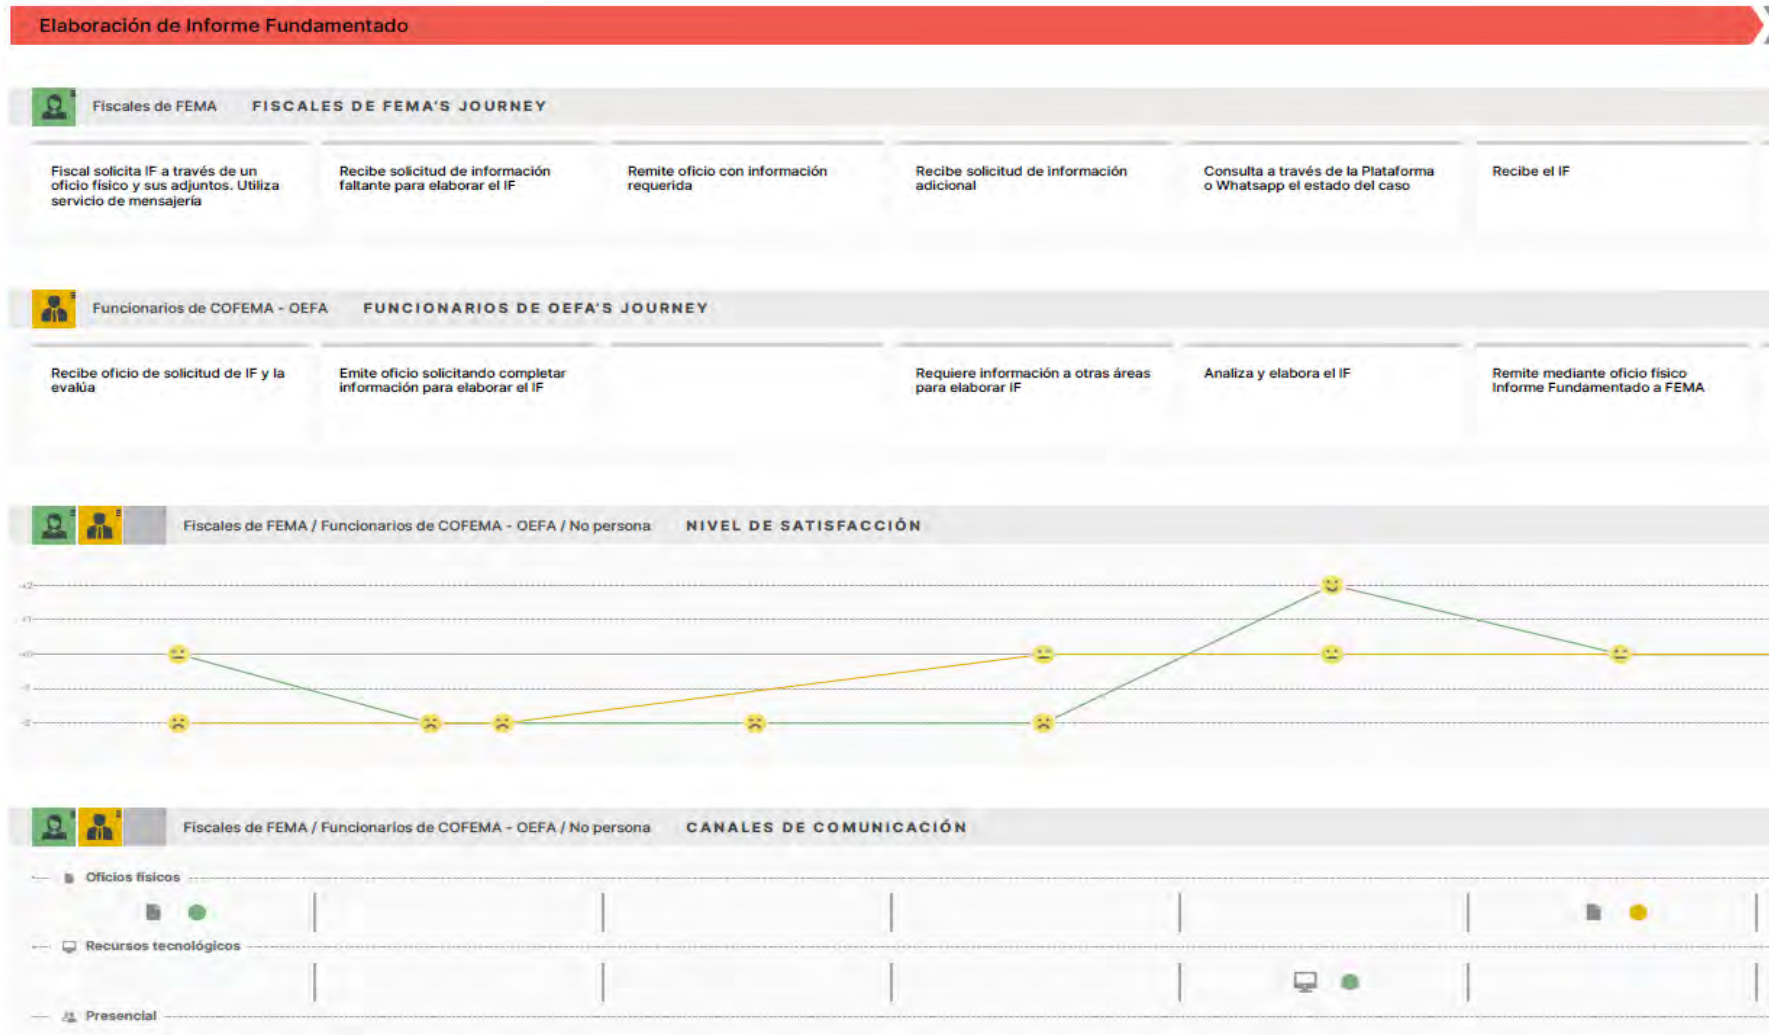 Elaboración de Informe Fundamentado
Fiscales de FEMA FISCALES DE FEMA'S JOURNEY
Fiscal solicita IF a través de un
oficio físico y sus adjuntos. Utiliza
servicio de mensajería
Recibe solicitud de información
faltante para elaborar el IF
Remite oficio con información
requerida
Recibe solicitud de información
adicional
Consulta a través de la Plataforma
o Whatsapp el estado del caso
Recibe el IF
Funcionarios de COFEMA - OEFA FUNCIONARIOS DE OEFA'S JOURNEY
Recibe oficio de solicitud de IF y la
evalúa
Emite oficio solicitando completar
información para elaborar el IF
Requiere información a otras áreas
para elaborar IF
Analiza y elabora el IF
Remite mediante oficio físico
Informe Fundamentado a FEMA
Fiscales de FEMA / Funcionarios de COFEMA - OEFA / No persona NIVEL DE SATISFACCIÓN
+2
+1
+0
-1
-2
Fiscales de FEMA / Funcionarios de COFEMA - OEFA / No persona CANALES DE COMUNICACIÓN
Oficios físicos
Recursos tecnológicos
Presencial